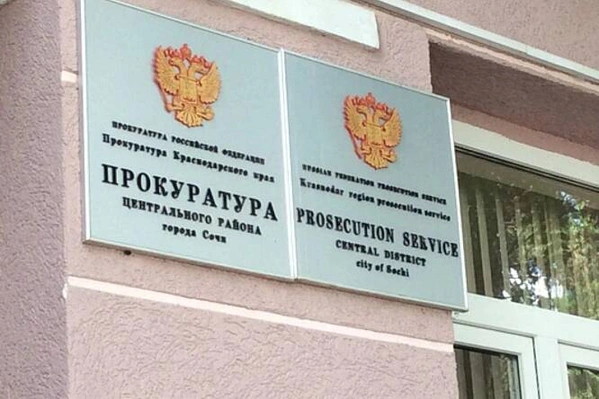 ПРОКУРАТУРА РОССИЙСКОЙ ФЕДЕРАЦИИ
Прокуратура Краснодарского края
ПРОКУРАТУРА
ЦЕНТРАЛЬНОГО РАЙОНА
города Сочи
RUSSIAN FEDERATION PROSECUTION SERVICE
Krasnodar region prosecution service
PROSECUTION SERVICE
CENTRAL DISTRICT
city of Sochi